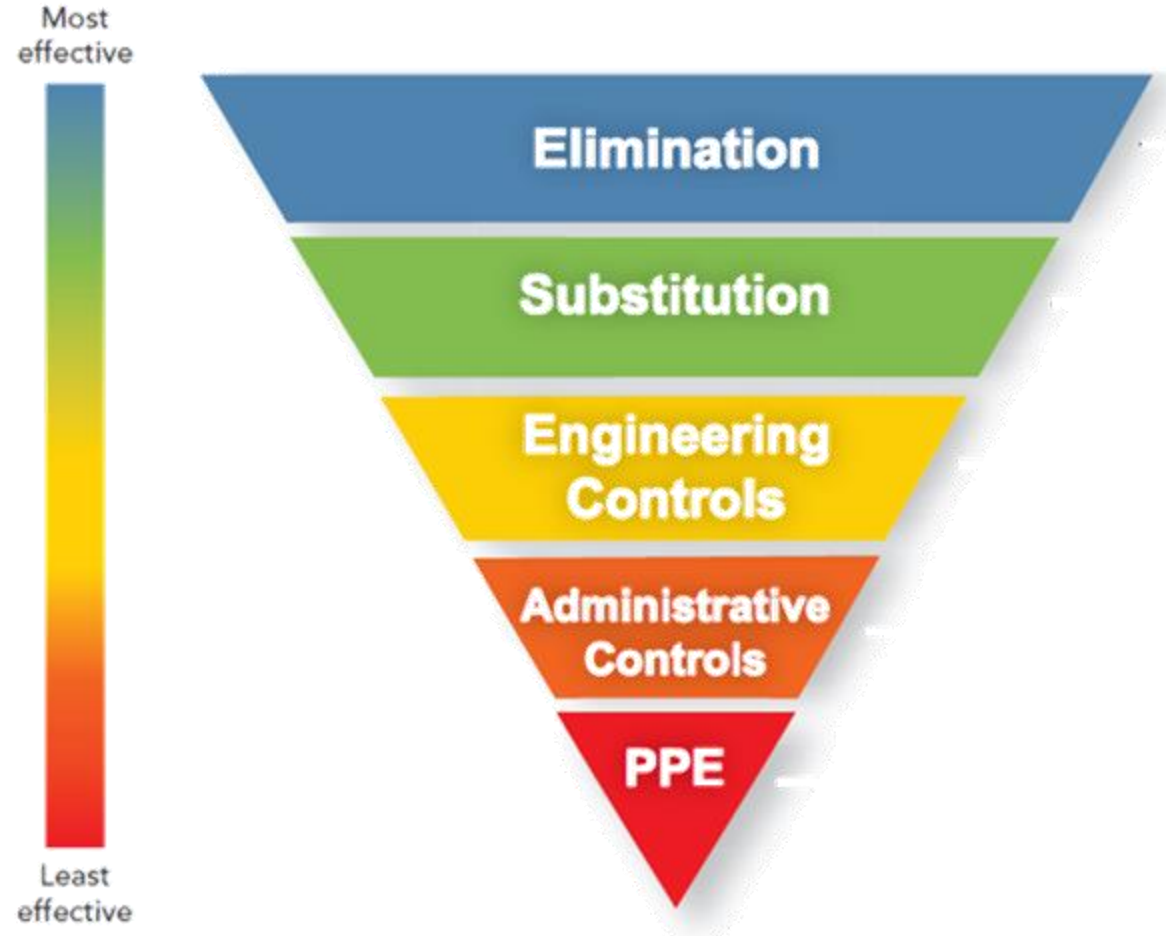 Most
effective
Elimination
Substitution
Engineering
Controls
Administrative
Controls
PPE
Least
effective